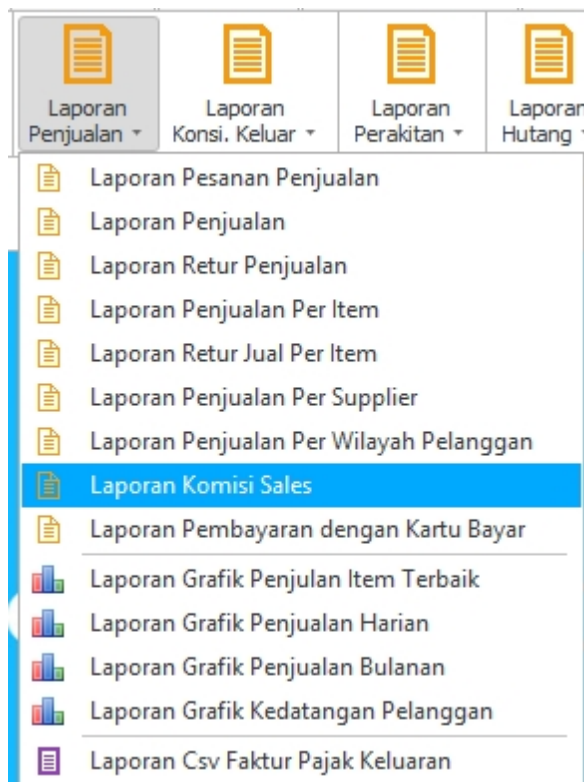 Laporan
Penjualan
Laporan
Konsi. Keluar
Laporan
Perakitan
Laporan
Hutang
Laporan Pesanan Penjualan
Laporan Penjualan
Laporan Retur Penjualan
Laporan Penjualan Per Item
Laporan Retur Jual Per Item
Laporan Penjualan Per Supplier
Laporan Penjualan Per Wilayah Pelanggan
Laporan Komisi Sales
Laporan Pembayaran dengan Kartu Bayar
Laporan Grafik Penjulan Item Terbaik
Laporan Grafik Penjualan Harian
Laporan Grafik Penjualan Bulanan
Laporan Grafik Kedatangan Pelanggan
Laporan Csv Faktur Pajak Keluaran